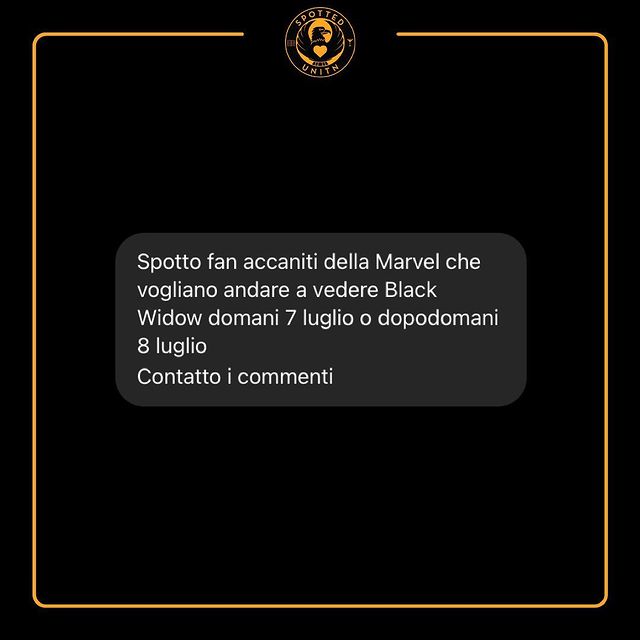 SPOTTED
UNITN
Spotto fan accaniti della Marvel che
vogliano andare a vedere Black
Widow domani 7 luglio o dopodomani
8 luglio
Contatto i commenti